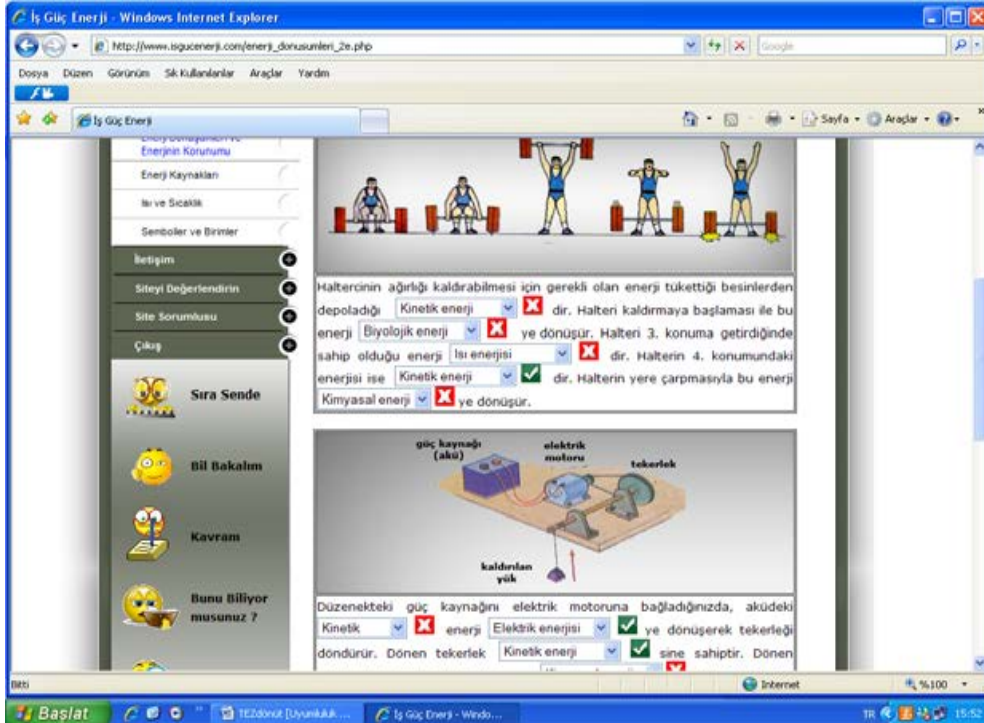 İş Güç Enerji - Windows Internet Explorer
http://www.isgucenerji.com/enerji_donusumleri_2e.php
Google
Dosya Düzen Görünüm Sık Kullanılanlar Araçlar Yardım
İş Güç Enerji
Sayfa Araçlar
Enerjinin Korunumu
Enerji Kaynakları
Isı ve Sıcaklık
Semboller ve Birimler
İletişim
Siteyi Değerlendirin
Site Sorumlusu
Çıkış
Sıra Sende
Bil Bakalım
Kavram
Bunu Biliyor
musunuz ?
Haltercinin ağırlığı kaldırabilmesi için gerekli olan enerji tükettiği besinlerden
depoladığı Kinetik enerji dir. Halteri kaldırmaya başlaması ile bu
enerji Biyolojik enerji ye dönüşür. Halteri 3. konuma getirdiğinde
sahip olduğu enerji Isı enerjisi dir. Halterin 4. konumundaki
enerjisi ise Kinetik enerji dir. Halterin yere çarpmasıyla bu enerji
Kimyasal enerji ye dönüşür.
güç kaynağı
(akü)
elektrik
motoru
tekerlek
kaldırılan
yük
Düzenekteki güç kaynağını elektrik motoruna bağladığınızda, aküdeki
Kinetik enerji Elektrik enerjisi ye dönüşerek tekerleği
döndürür. Dönen tekerlek Kinetik enerji sine sahiptir. Dönen
Bitti
Internet
%100
Başlat
TEZdonut [Uyumluluk ...
İş Güç Enerji - Windo...
TR
15:52